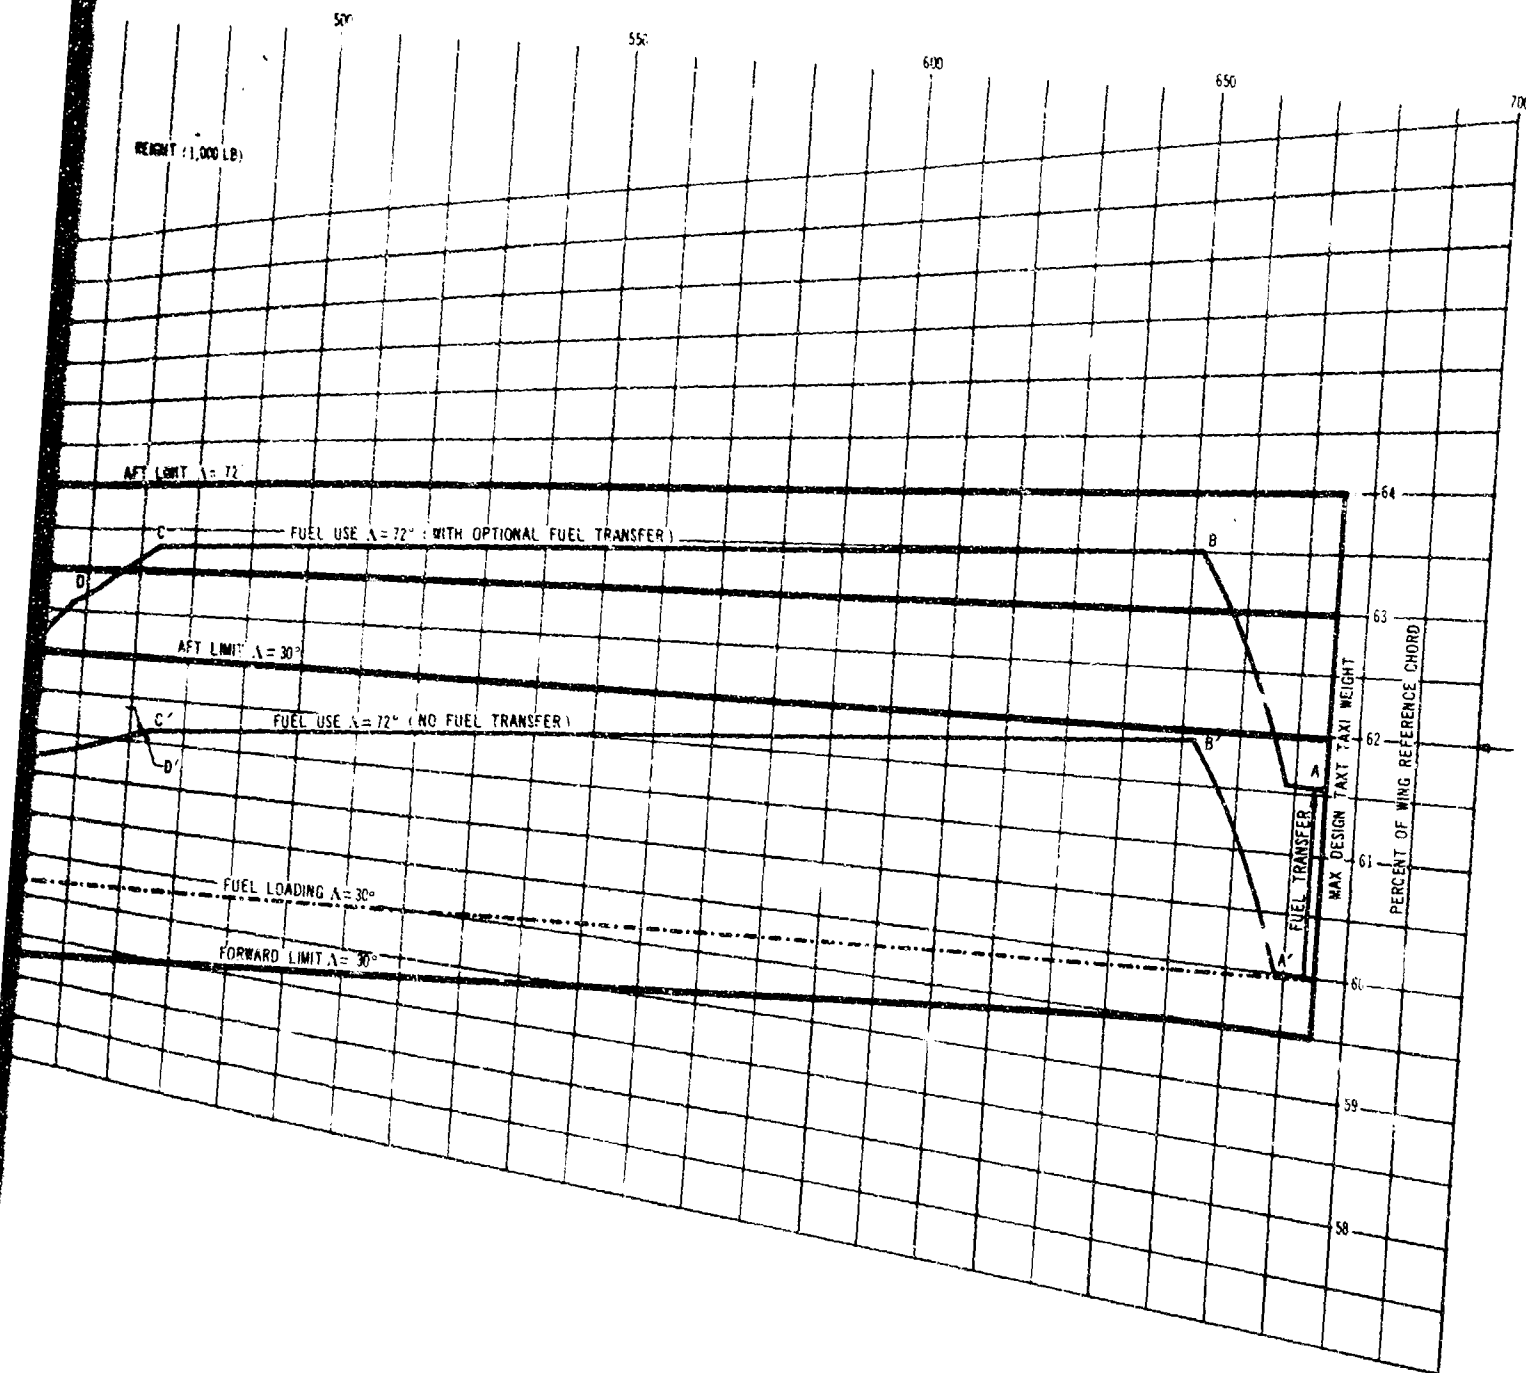 500
550
600
650
700
WEIGHT (1,000 LB)
AFT LIMIT Λ = 72
64
C
FUEL USE Λ = 72° (WITH OPTIONAL FUEL TRANSFER)
B
D
63
AFT LIMIT Λ = 30°
C'
FUEL USE Λ = 72° (NO FUEL TRANSFER)
B'
62
D'
A
FUEL TRANSFER
MAX DESIGN TAXT TAXI WEIGHT
PERCENT OF WING REFERENCE CHORD
61
FUEL LOADING Λ = 30°
FORWARD LIMIT Λ = 30°
A'
60
59
58